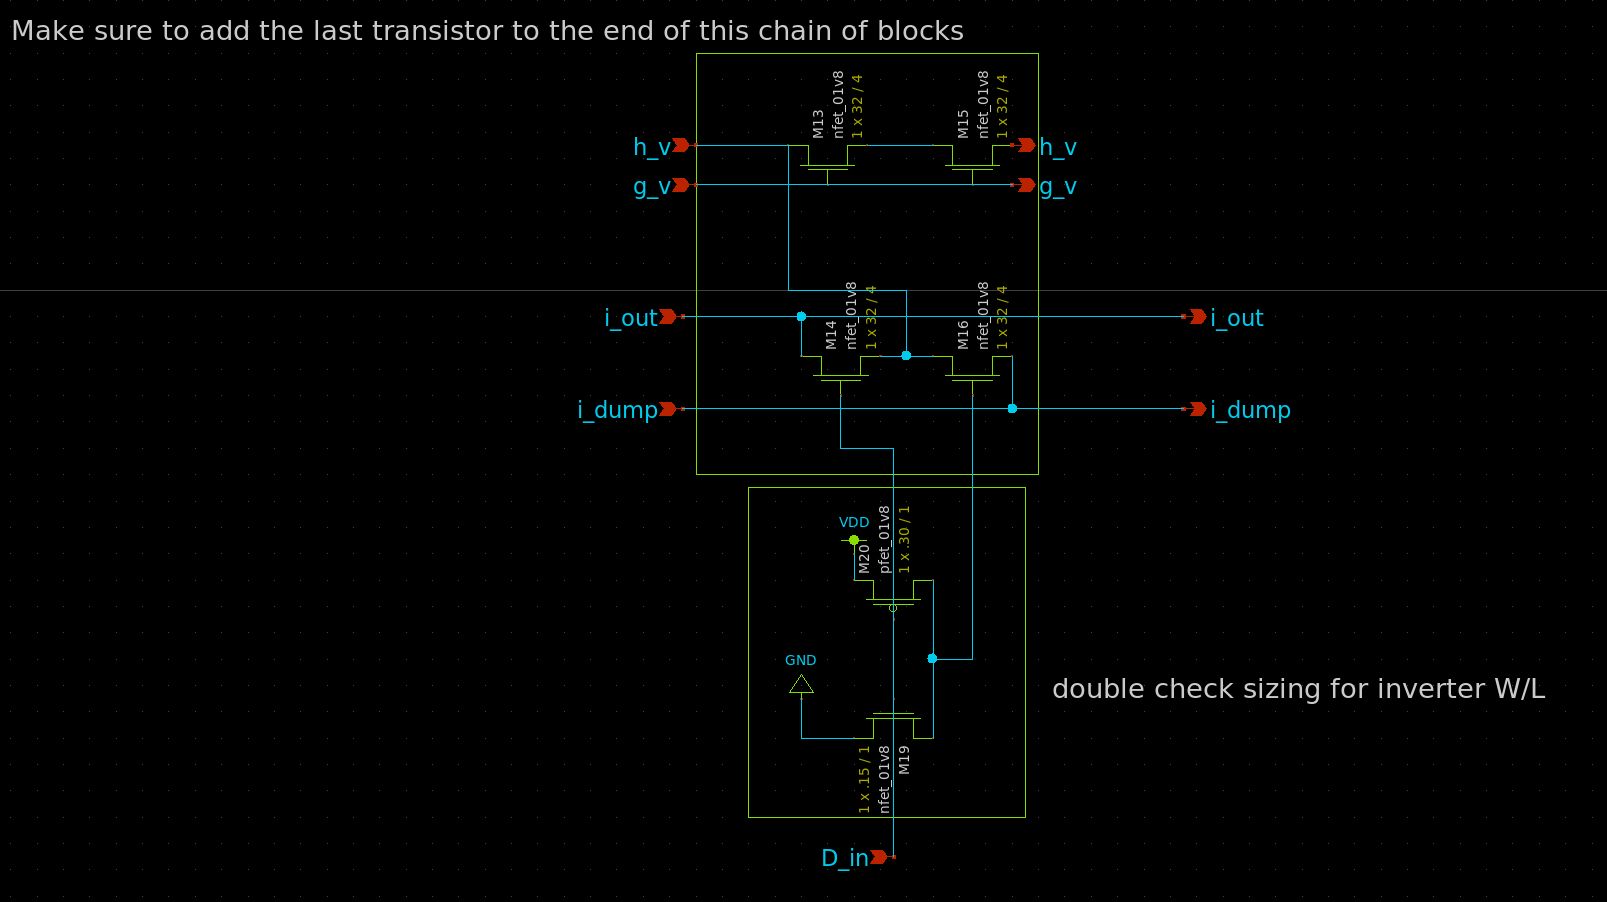 Make sure to add the last transistor to the end of this chain of blocks
M13
nfet_01v8
1 x 32 / 4
M15
nfet_01v8
1 x 32 / 4
h_v
h_v
g_v
g_v
M14
nfet_01v8
1 x 32 / 4
M16
nfet_01v8
1 x 32 / 4
i_out
i_out
i_dump
i_dump
VDD
M20
pfet_01v8
1 x .30 / 1
GND
double check sizing for inverter W/L
1 x .15 / 1
nfet_01v8
M19
D_in